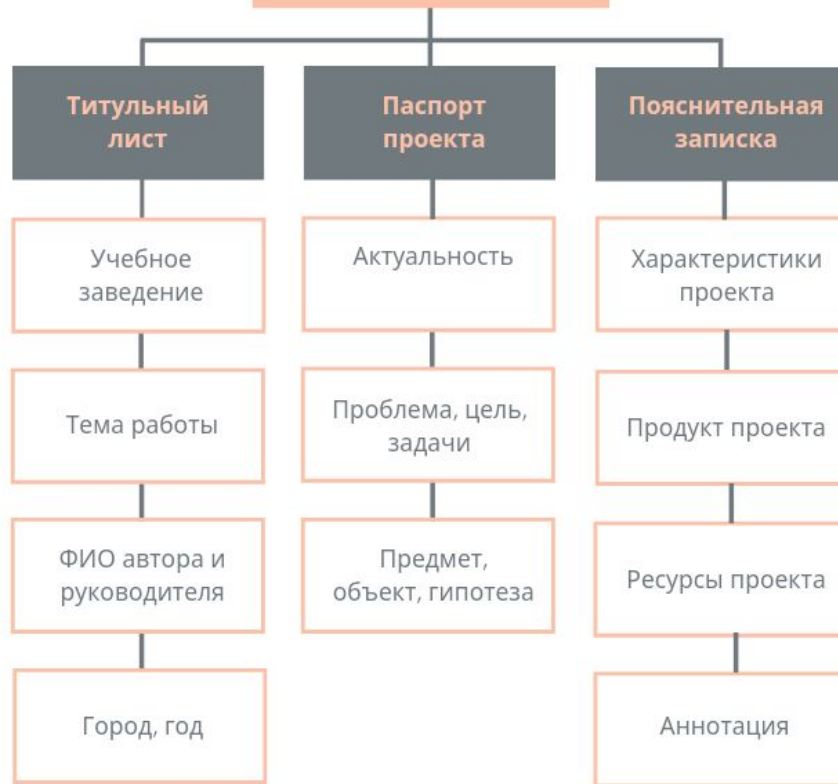 Титульный
лист
Учебное
заведение
Тема работы
ФИО автора и
руководителя
Город, год
Паспорт
проекта
Актуальность
Проблема, цель,
задачи
Предмет,
объект, гипотеза
Пояснительная
записка
Характеристики
проекта
Продукт проекта
Ресурсы проекта
Аннотация